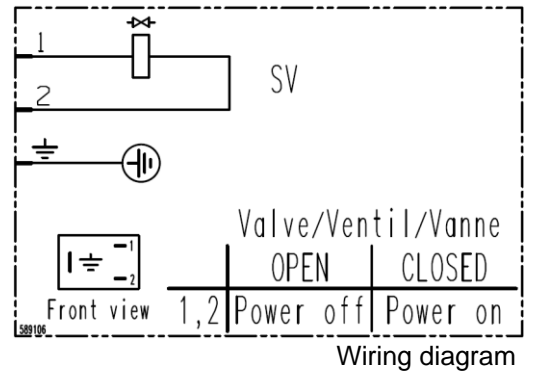 1
2
SV
Valve/Ventil/Vanne
OPEN CLOSED
1,2 Power off Power on
1
2
Front view
589106
Wiring diagram